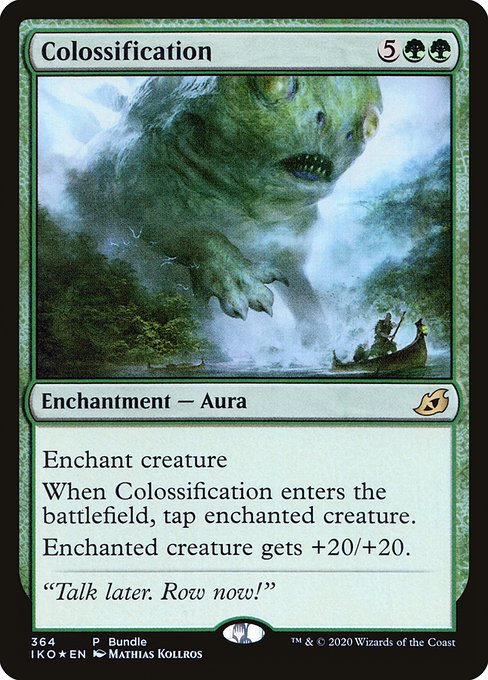 Colossification 5
Enchantment — Aura
Enchant creature
When Colossification enters the
battlefield, tap enchanted creature.
Enchanted creature gets +20/+20.
“Talk later. Row now!”
364 P Bundle
IKO★EN Mathias Kollros
™ & © 2020 Wizards of the Coast